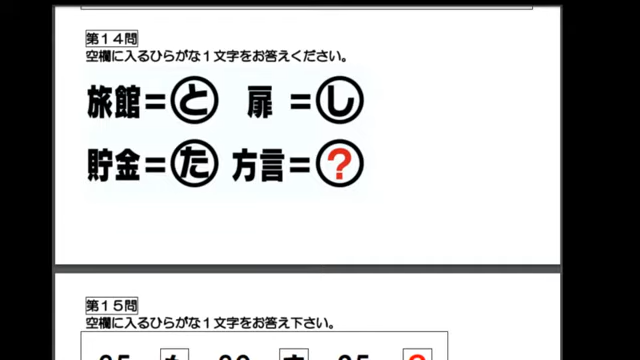 第14問
空欄に入るひらがな1文字をお答えください。
旅館=と 扉=し
貯金=た 方言=?
第15問
空欄に入るひらがな1文字をお答え下さい。